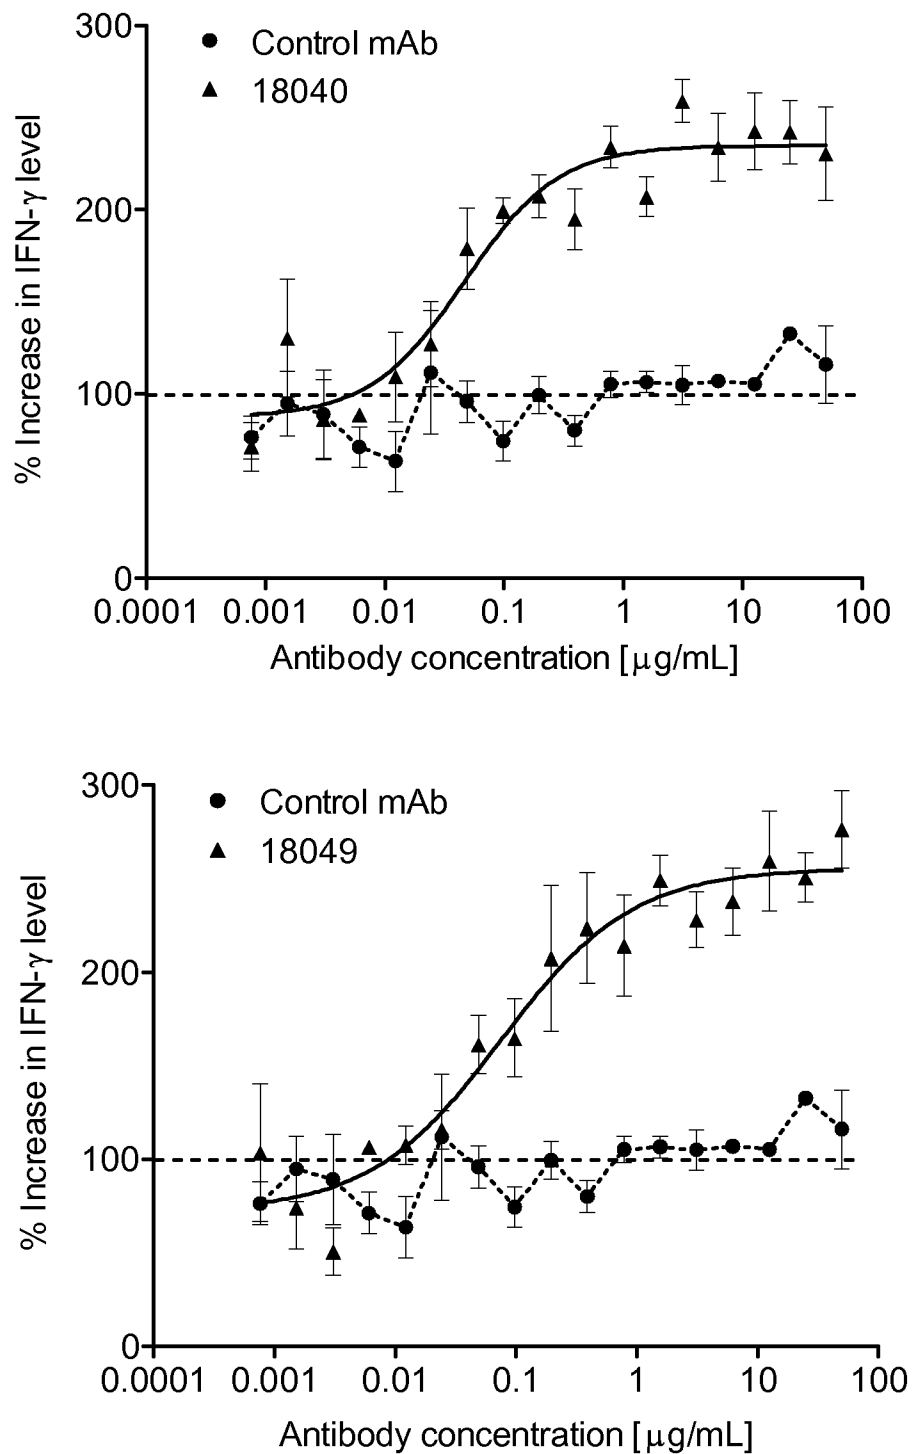 300
Control mAb
18040
200
100
0
% Increase in IFN-γ level
0.0001 0.001 0.01 0.1 1 10 100
Antibody concentration [μg/mL]
300
Control mAb
18049
200
100
0
% Increase in IFN-γ level
0.0001 0.001 0.01 0.1 1 10 100
Antibody concentration [μg/mL]